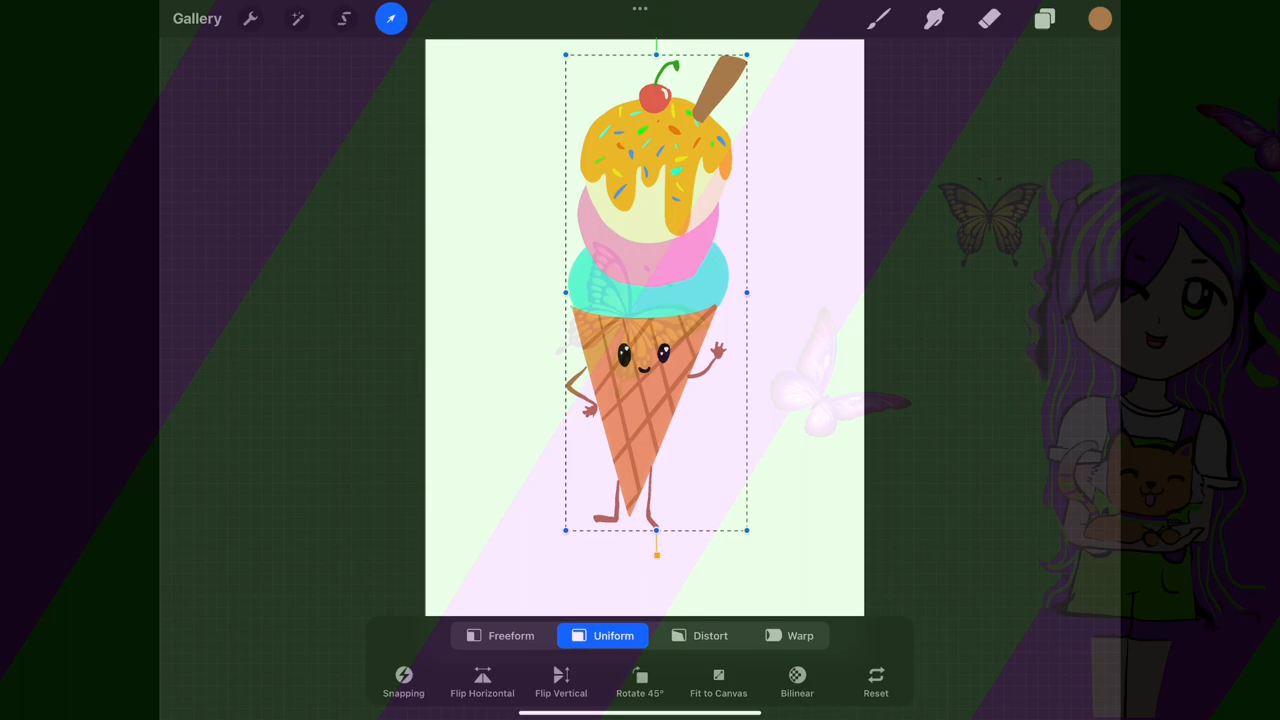 Gallery
Freeform
Uniform
Distort
Warp
Snapping
Flip Horizontal
Flip Vertical
Rotate 45°
Fit to Canvas
Bilinear
Reset